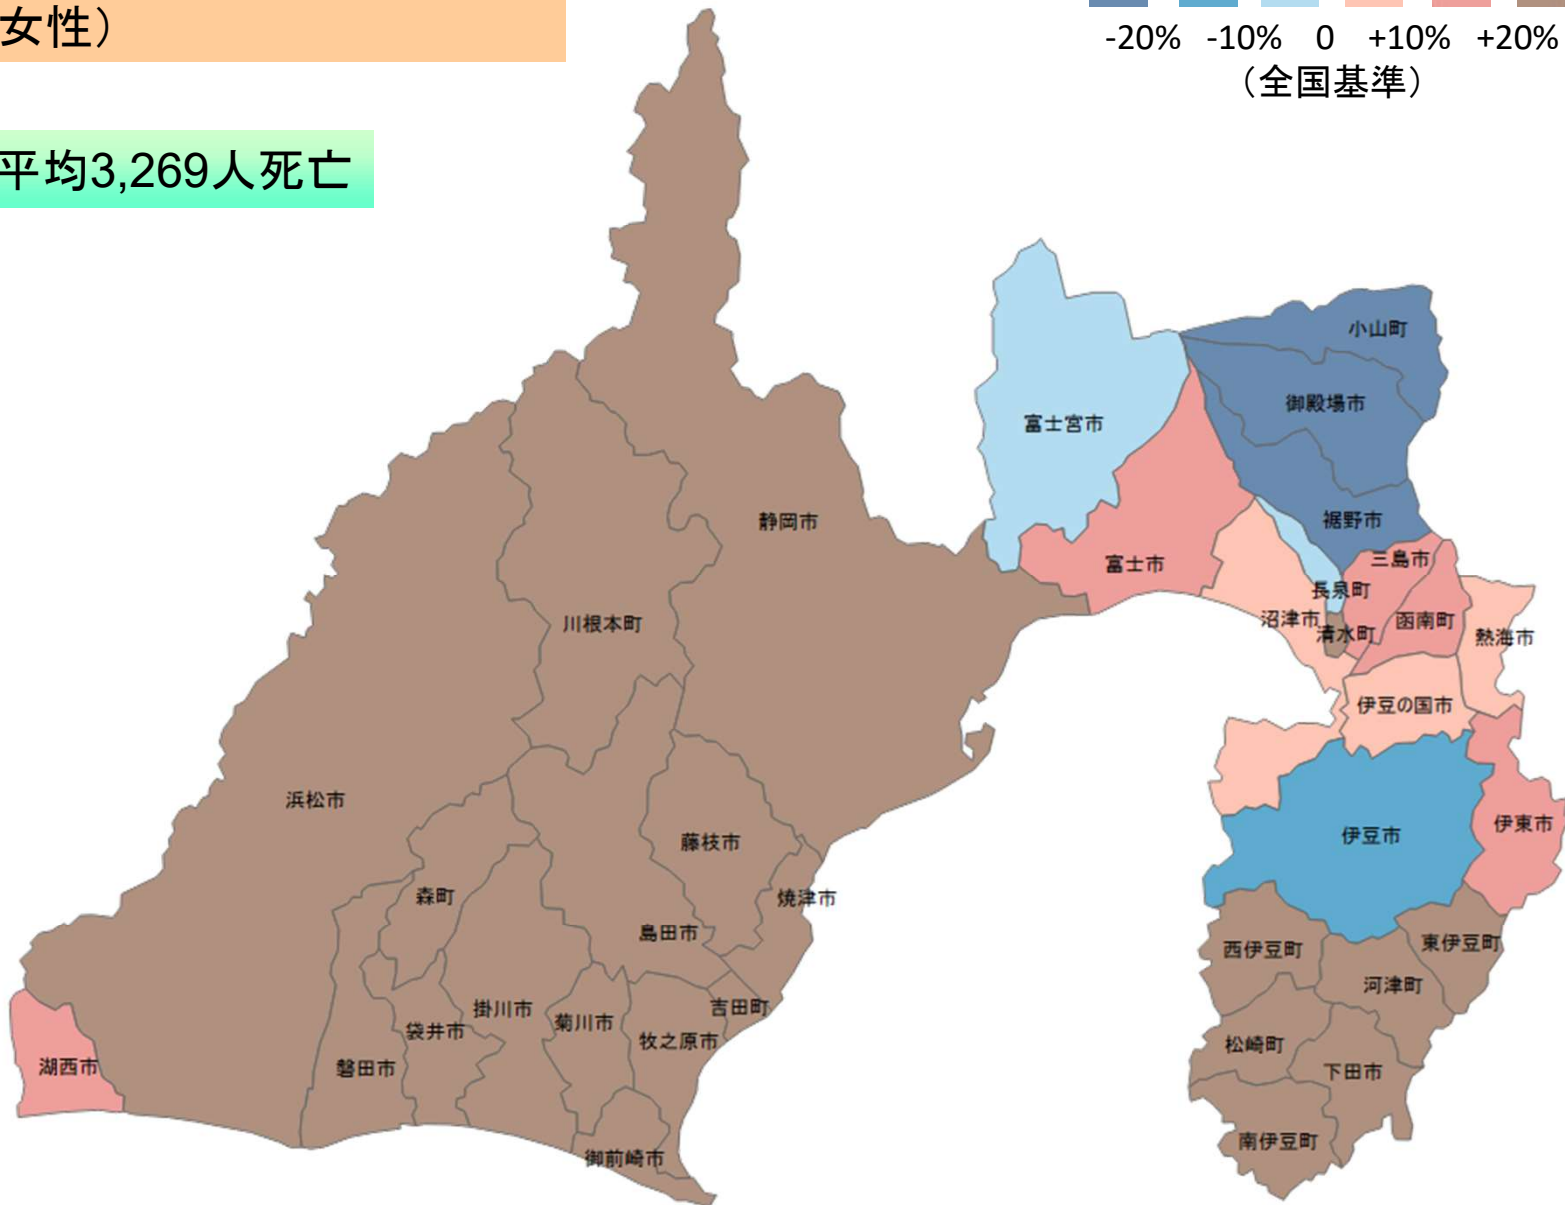 女性）
-20% -10% 0 +10% +20%
（全国基準）
平均3,269人死亡
小山町
御殿場市
富士宮市
裾野市
静岡市
三島市
富士市
長泉町
沼津市
函南町
清水町
熱海市
川根本町
伊豆の国市
浜松市
伊東市
伊豆市
藤枝市
森町
焼津市
島田市
東伊豆町
西伊豆町
河津町
掛川市
吉田町
菊川市
袋井市
牧之原市
松崎町
湖西市
磐田市
下田市
南伊豆町
御前崎市